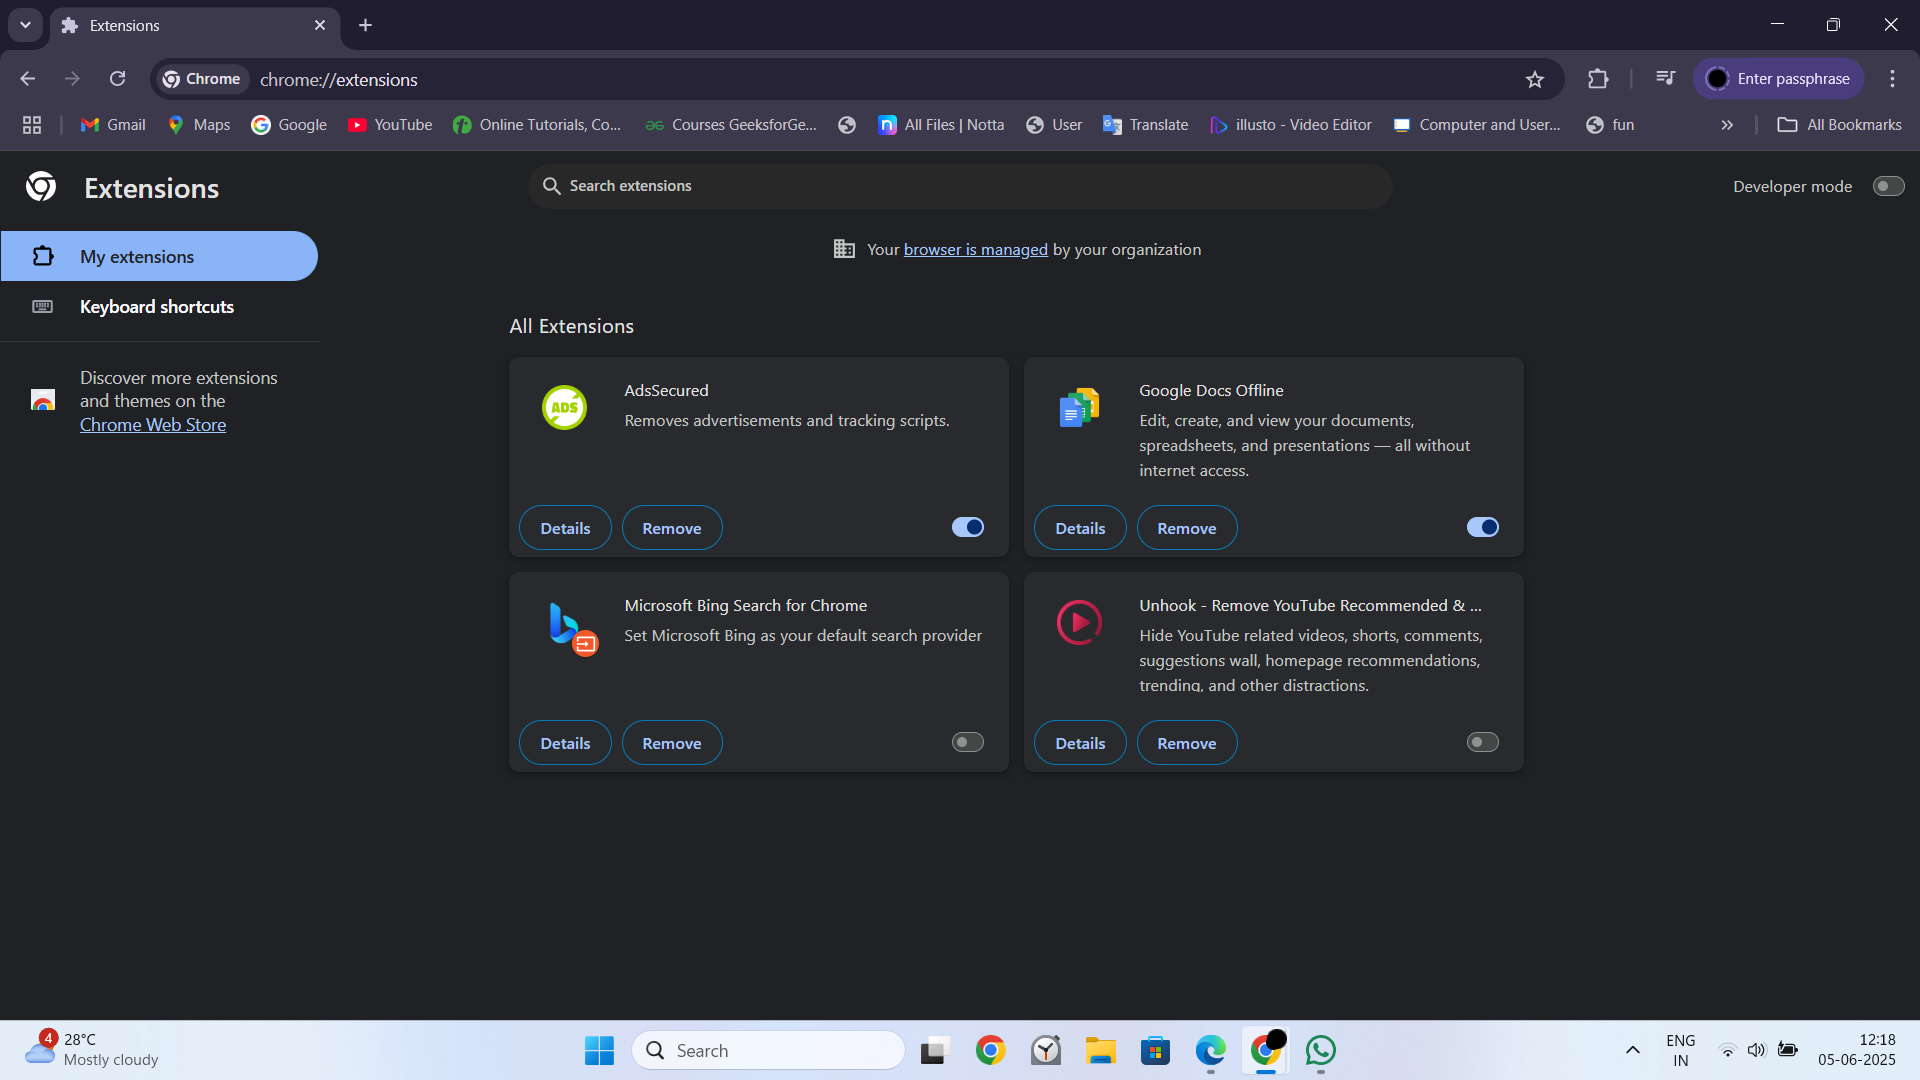 Extensions
Chrome
chrome://extensions
Enter passphrase
Gmail
Maps
Google
YouTube
Online Tutorials, Co...
Courses GeeksforGe...
All Files | Notta
User
Translate
illusto - Video Editor
Computer and User...
fun
All Bookmarks
Extensions
Search extensions
Developer mode
My extensions
Keyboard shortcuts
Discover more extensions
and themes on the
Chrome Web Store
Your browser is managed by your organization
All Extensions
ADS
AdsSecured
Removes advertisements and tracking scripts.
Details
Remove
Google Docs Offline
Edit, create, and view your documents,
spreadsheets, and presentations — all without
internet access.
Details
Remove
Microsoft Bing Search for Chrome
Set Microsoft Bing as your default search provider
Details
Remove
Unhook - Remove YouTube Recommended & ...
Hide YouTube related videos, shorts, comments,
suggestions wall, homepage recommendations,
trending, and other distractions.
Details
Remove
4
28°C
Mostly cloudy
Search
ENG
IN
12:18
05-06-2025